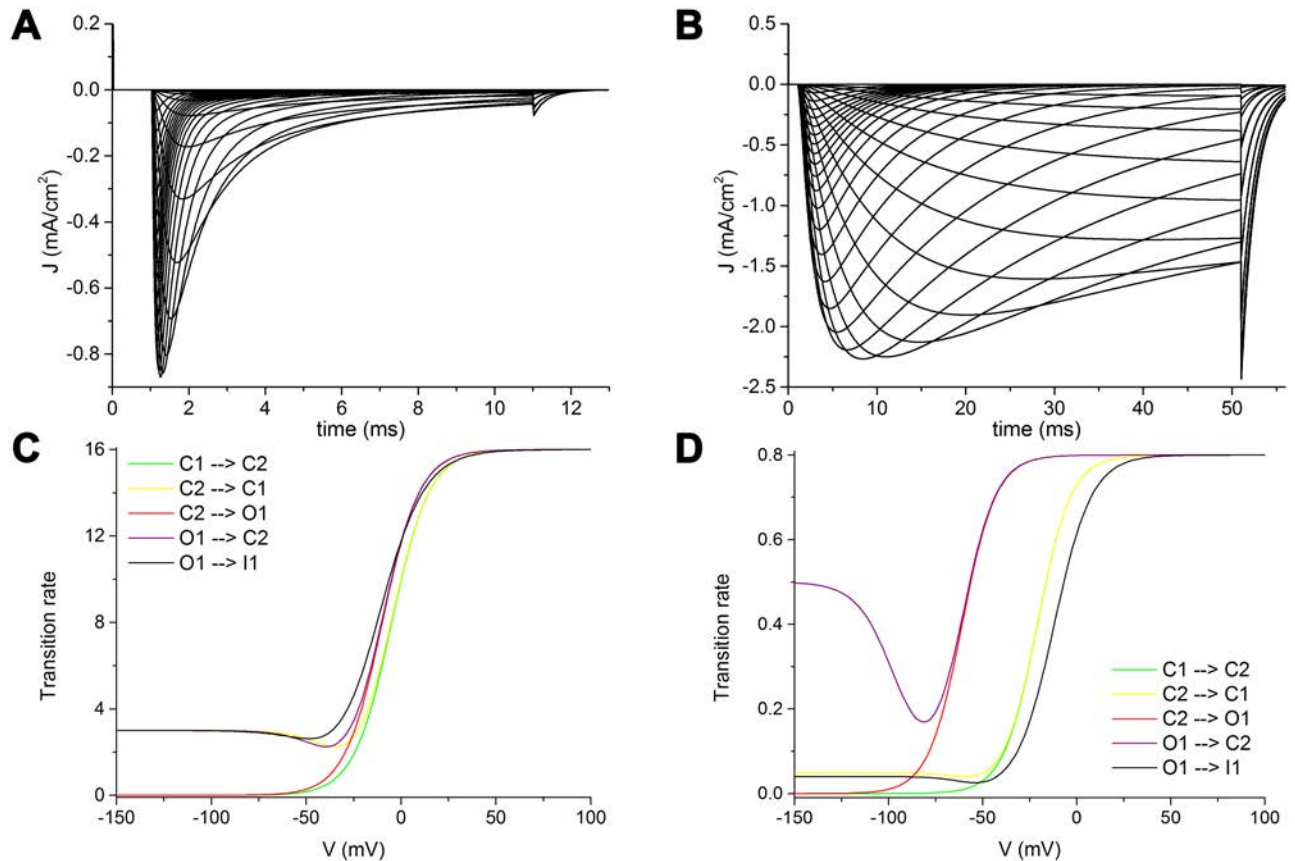 A
B
0.2
0.0
-0.2
-0.4
-0.6
-0.8
J (mA/cm²)
0
2
4
6
8
10
12
time (ms)
0.5
0.0
-0.5
-1.0
-1.5
-2.0
-2.5
J (mA/cm²)
0
10
20
30
40
50
time (ms)
C
16
12
8
4
0
Transition rate
C1 --> C2
C2 --> C1
C2 --> O1
O1 --> C2
O1 --> I1
-150
-100
-50
0
50
100
V (mV)
D
0.8
0.6
0.4
0.2
0.0
Transition rate
C1 --> C2
C2 --> C1
C2 --> O1
O1 --> C2
O1 --> I1
-150
-100
-50
0
50
100
V (mV)